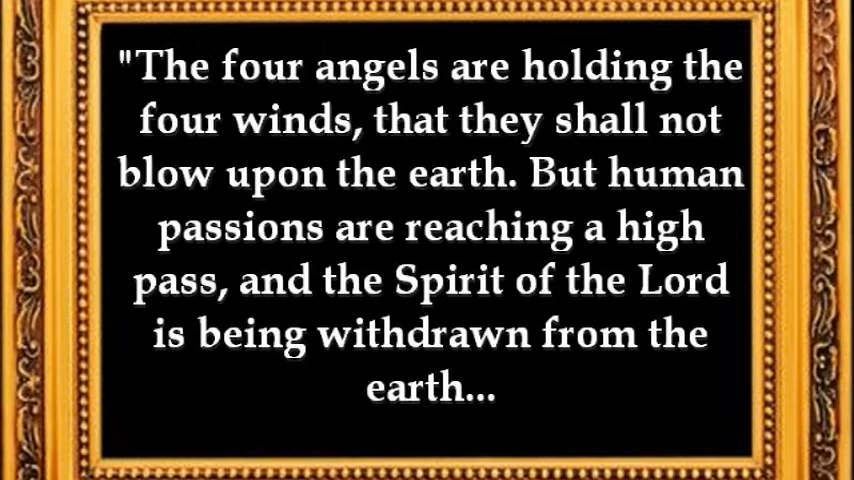 "The four angels are holding the
four winds, that they shall not
blow upon the earth. But human
passions are reaching a high
pass, and the Spirit of the Lord
is being withdrawn from the
earth...